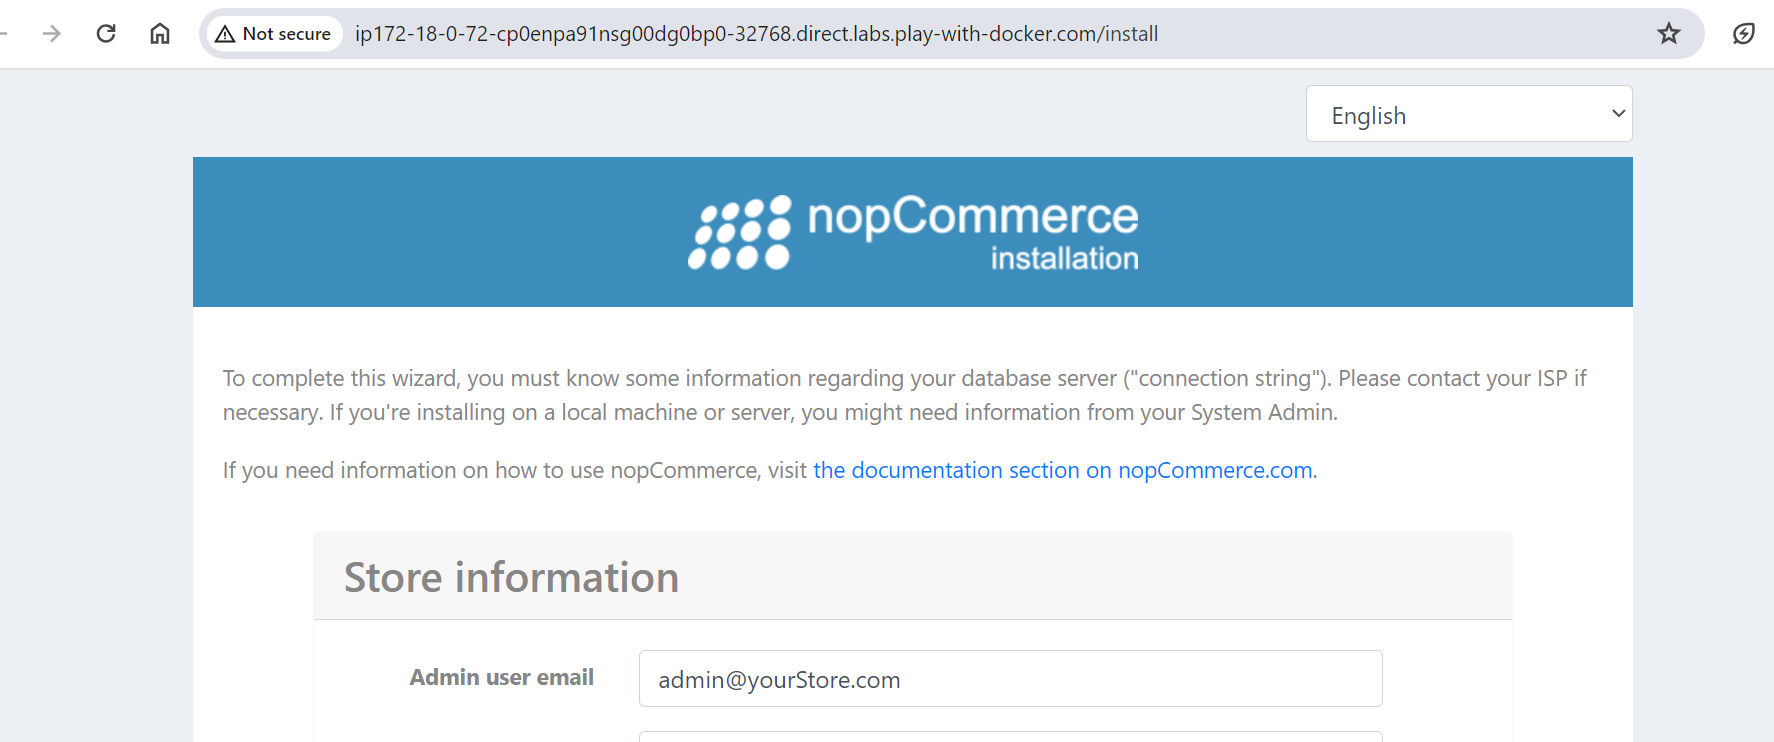 Not secure ip172-18-0-72-cp0enpa91nsg00dg0bp0-32768.direct.labs.play-with-docker.com/install
English
nopCommerce
installation
To complete this wizard, you must know some information regarding your database server ("connection string"). Please contact your ISP if
necessary. If you're installing on a local machine or server, you might need information from your System Admin.
If you need information on how to use nopCommerce, visit the documentation section on nopCommerce.com.
Store information
Admin user email admin@yourStore.com